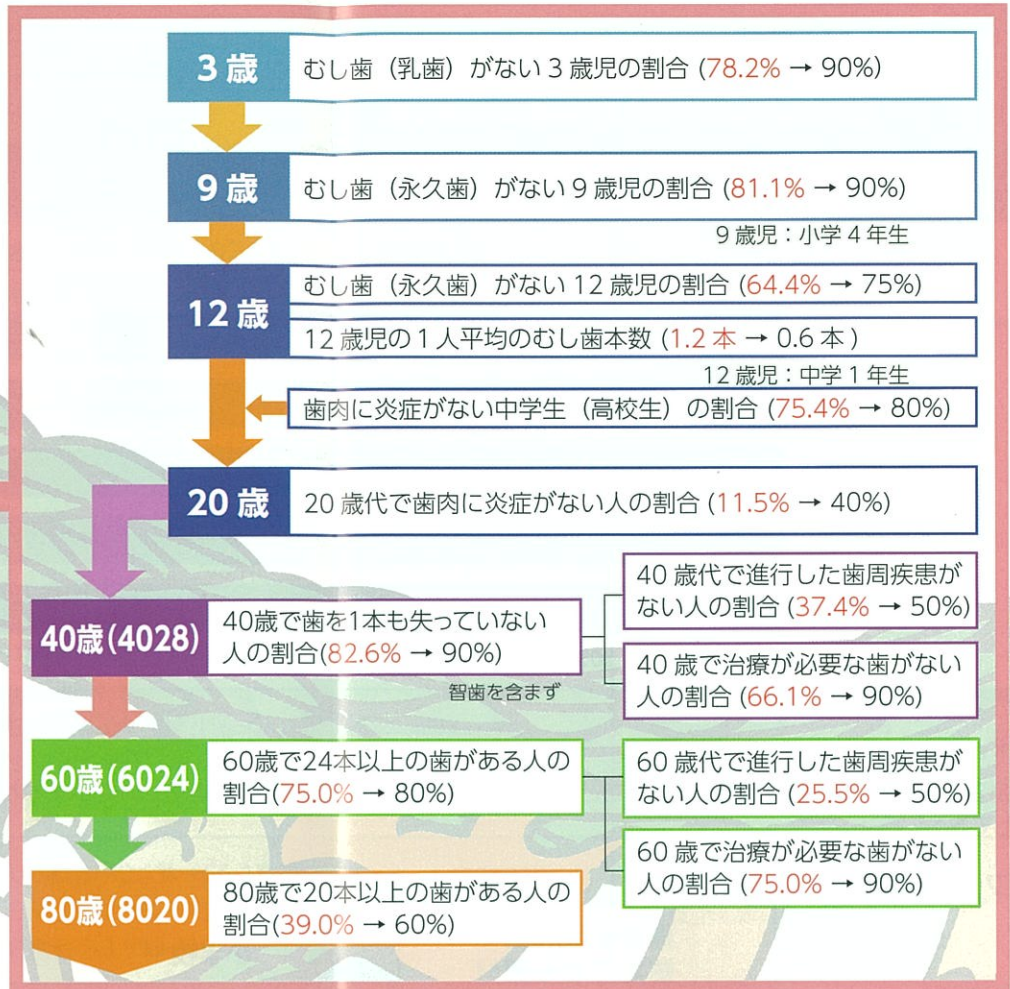 3歳
むし歯（乳歯）がない3歳児の割合 (78.2% → 90%)
9歳
むし歯（永久歯）がない9歳児の割合 (81.1% → 90%)
9歳児：小学4年生
12歳
むし歯（永久歯）がない12歳児の割合 (64.4% → 75%)
12歳児の1人平均のむし歯本数 (1.2本 → 0.6本)
12歳児：中学1年生
歯肉に炎症がない中学生（高校生）の割合 (75.4% → 80%)
20歳
20歳代で歯肉に炎症がない人の割合 (11.5% → 40%)
40歳(4028)
40歳で歯を1本も失っていない
人の割合(82.6% → 90%)
智歯を含まず
40歳代で進行した歯周疾患が
ない人の割合 (37.4% → 50%)
40歳で治療が必要な歯がない
人の割合 (66.1% → 90%)
60歳(6024)
60歳で24本以上の歯がある人の
割合(75.0% → 80%)
60歳代で進行した歯周疾患が
ない人の割合 (25.5% → 50%)
60歳で治療が必要な歯がない
人の割合 (75.0% → 90%)
80歳(8020)
80歳で20本以上の歯がある人の
割合(39.0% → 60%)